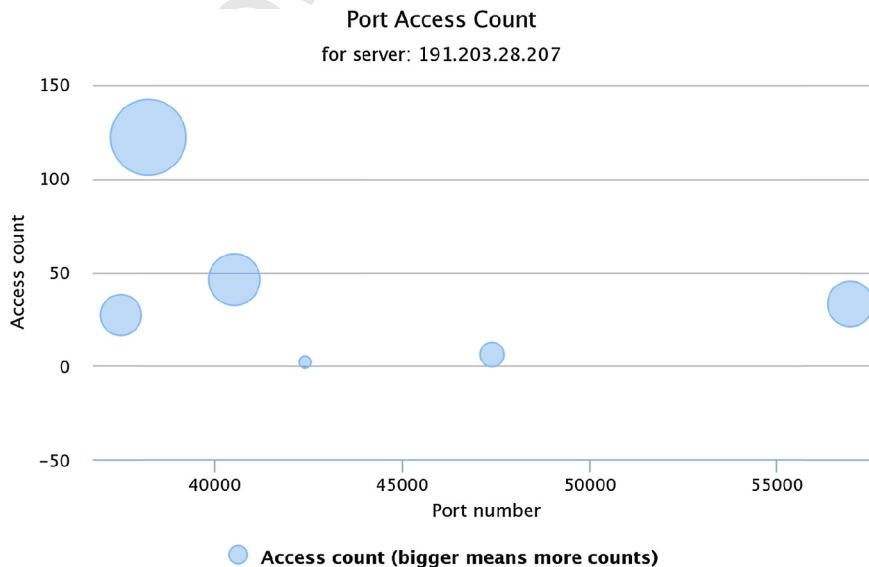 Port Access Count
for server: 191.203.28.207
150
100
50
0
−50
Access count
40000 45000 50000 55000
Port number
Access count (bigger means more counts)